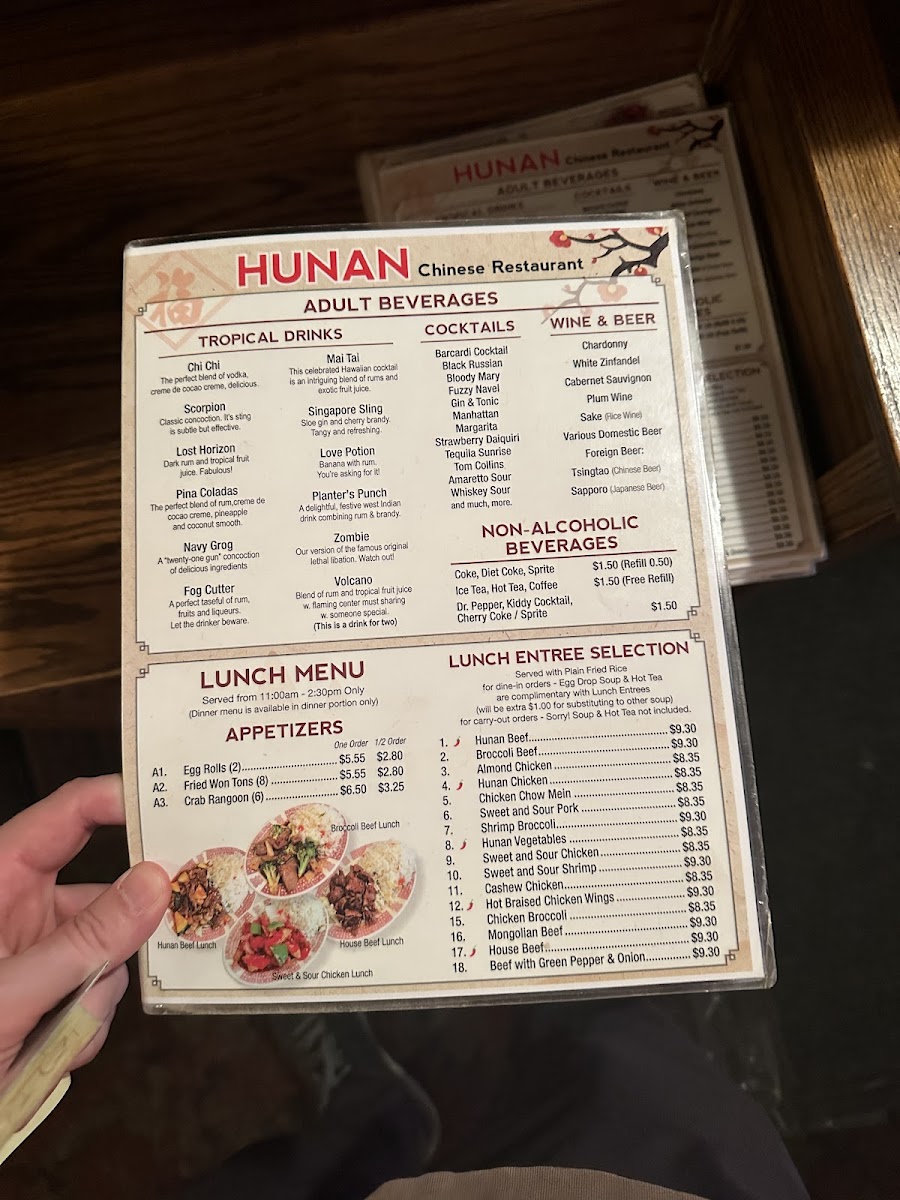 福
HUNAN Chinese Restaurant
ADULT BEVERAGES
TROPICAL DRINKS
Chi Chi
The perfect blend of vodka,
creme de cocao creme, delicious.
Scorpion
Classic concoction. It's sting
is subtle but effective.
Lost Horizon
Dark rum and tropical fruit
juice. Fabulous!
Pina Coladas
The perfect blend of rum,creme de
cocao creme, pineapple
and coconut smooth.
Navy Grog
A "twenty-one gun" concoction
of delicious ingredients
Fog Cutter
A perfect tasteful of rum,
fruits and liqueurs.
Let the drinker beware.
Mai Tai
This celebrated Hawaiian cocktail
is an intriguing blend of rums and
exotic fruit juice.
Singapore Sling
Sloe gin and cherry brandy.
Tangy and refreshing.
Love Potion
Banana with rum.
You're asking for it!
Planter's Punch
A delightful, festive west Indian
drink combining rum & brandy.
Zombie
Our version of the famous original
lethal libation. Watch out!
Volcano
Blend of rum and tropical fruit juice
w. flaming center must sharing
w. someone special.
(This is a drink for two)
COCKTAILS
Barcardi Cocktail
Black Russian
Bloody Mary
Fuzzy Navel
Gin & Tonic
Manhattan
Margarita
Strawberry Daiquiri
Tequila Sunrise
Tom Collins
Amaretto Sour
Whiskey Sour
and much, more.
WINE & BEER
Chardonny
White Zinfandel
Cabernet Sauvignon
Plum Wine
Sake (Rice Wine)
Various Domestic Beer
Foreign Beer:
Tsingtao (Chinese Beer)
Sapporo (Japanese Beer)
NON-ALCOHOLIC
BEVERAGES
Coke, Diet Coke, Sprite $1.50 (Refill 0.50)
Ice Tea, Hot Tea, Coffee $1.50 (Free Refill)
Dr. Pepper, Kiddy Cocktail,
Cherry Coke / Sprite $1.50
LUNCH MENU
Served from 11:00am - 2:30pm Only
(Dinner menu is available in dinner portion only)
APPETIZERS
One Order 1/2 Order
A1. Egg Rolls (2) $5.55 $2.80
A2. Fried Won Tons (8) $5.55 $2.80
A3. Crab Rangoon (6) $6.50 $3.25
Broccoli Beef Lunch
Hunan Beef Lunch
House Beef Lunch
Sweet & Sour Chicken Lunch
LUNCH ENTREE SELECTION
Served with Plain Fried Rice
for dine-in orders - Egg Drop Soup & Hot Tea
are complimentary with Lunch Entrees
(will be extra $1.00 for substituting to other soup)
for carry-out orders - Sorry! Soup & Hot Tea not included.
1. Hunan Beef $9.30
2. Broccoli Beef $9.30
3. Almond Chicken $8.35
4. Hunan Chicken $8.35
5. Chicken Chow Mein $8.35
6. Sweet and Sour Pork $8.35
7. Shrimp Broccoli $9.30
8. Hunan Vegetables $8.35
9. Sweet and Sour Chicken $8.35
10. Sweet and Sour Shrimp $9.30
11. Cashew Chicken $8.35
12. Hot Braised Chicken Wings $9.30
15. Chicken Broccoli $8.35
16. Mongolian Beef $9.30
17. House Beef $9.30
18. Beef with Green Pepper & Onion $9.30
HUNAN Chinese Restaurant
ADULT BEVERAGES
TROPICAL DRINKS
COCKTAILS
WINE & BEER